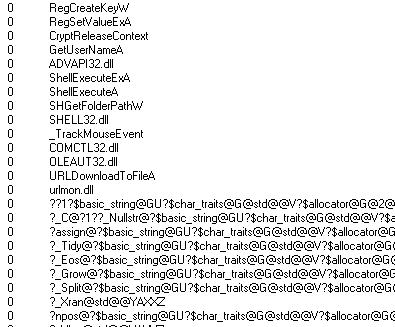 0 RegCreateKeyW
0 RegSetValueExA
0 CryptReleaseContext
0 GetUserNameA
0 ADVAPI32.dll
0 ShellExecuteExA
0 ShellExecuteA
0 SHGetFolderPathW
0 SHELL32.dll
0 _TrackMouseEvent
0 COMCTL32.dll
0 OLEAUT32.dll
0 URLDownloadToFileA
0 urlmon.dll
0 ??1?$basic_string@GU?$char_traits@G@std@@V?$allocator@G@2@
0 ?_C@?1??_Nullstr@?$basic_string@GU?$char_traits@G@std@@V?$a
0 ?assign@?$basic_string@GU?$char_traits@G@std@@V?$allocator@G
0 ?_Tidy@?$basic_string@GU?$char_traits@G@std@@V?$allocator@G
0 ?_Eos@?$basic_string@GU?$char_traits@G@std@@V?$allocator@G
0 ?_Grow@?$basic_string@GU?$char_traits@G@std@@V?$allocator@
0 ?_Split@?$basic_string@GU?$char_traits@G@std@@V?$allocator@G
0 ?_Xran@std@@YAXXZ
0 ?npos@?$basic_string@GU?$char_traits@G@std@@V?$allocator@G